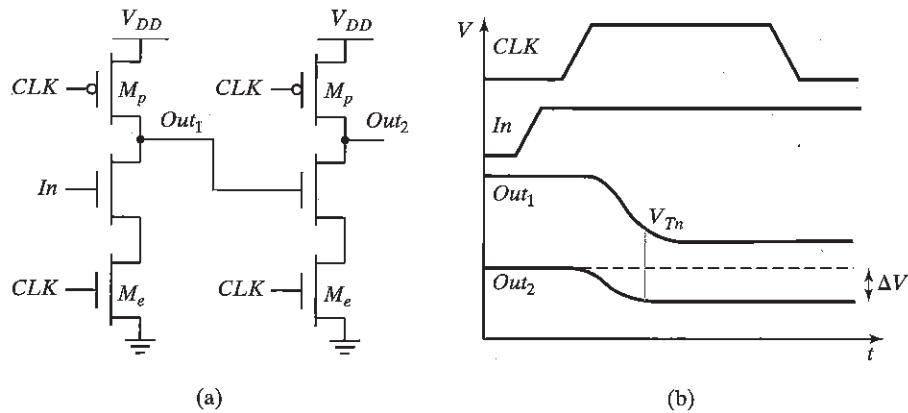 V_DD V_DD
CLK M_p CLK M_p
Out_1 Out_2
In
CLK M_e CLK M_e
(a)
V
CLK
In
Out_1
V_Tn
Out_2
ΔV
t
(b)